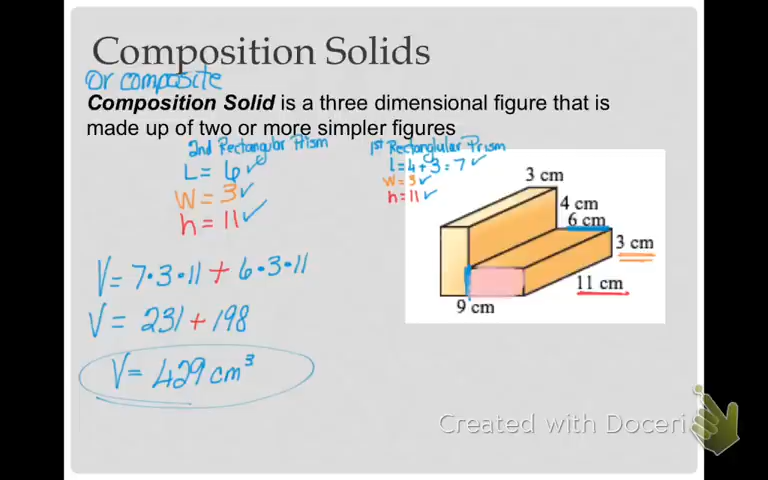 Composition Solids
Or composite
Composition Solid is a three dimensional figure that is
made up of two or more simpler figures
2nd Rectangular Prism
L = 6
W = 3
h = 11
1st Rectanglular Prism
L = 4 + 3 = 7
W = 3
h = 11
3 cm
4 cm
6 cm
3 cm
11 cm
9 cm
V = 7·3·11 + 6·3·11
V = 231 + 198
V = 429 cm³
Created with Doceri